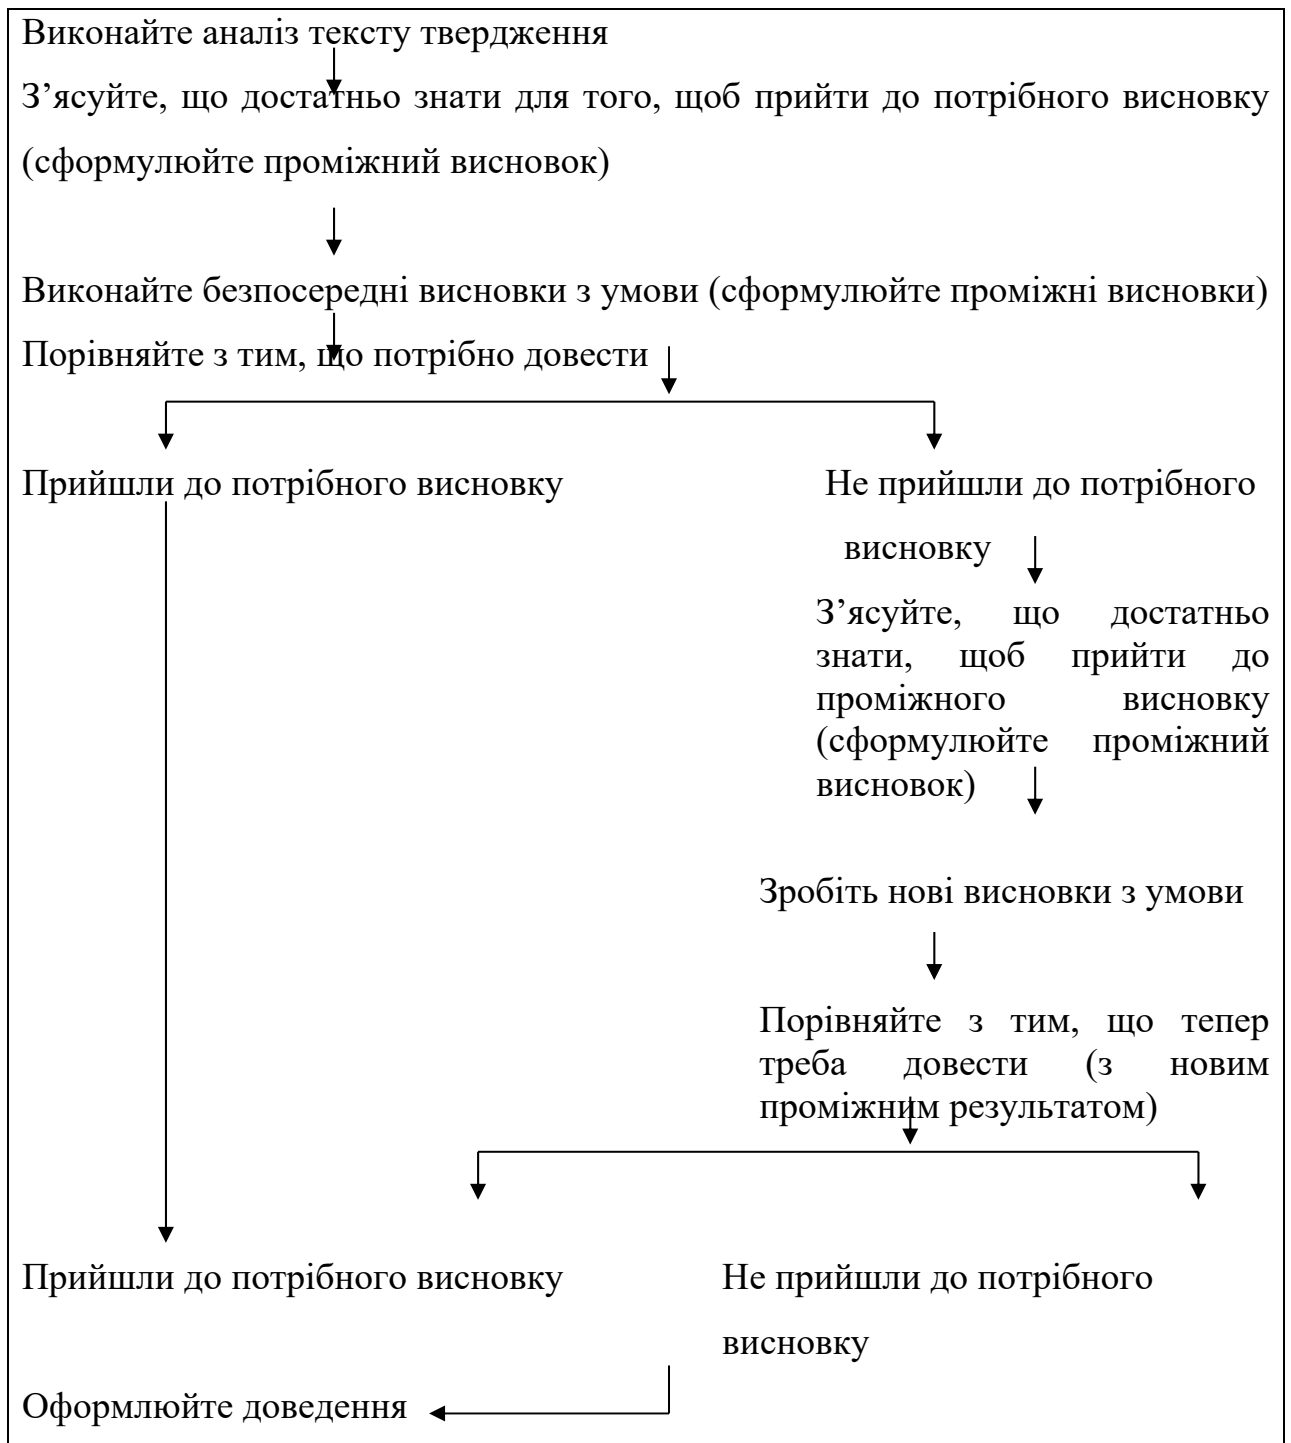 Виконайте аналіз тексту твердження
З’ясуйте, що достатньо знати для того, щоб прийти до потрібного висновку
(сформулюйте проміжний висновок)
Виконайте безпосередні висновки з умови (сформулюйте проміжні висновки)
Порівняйте з тим, що потрібно довести
Прийшли до потрібного висновку
Не прийшли до потрібного
висновку
З’ясуйте, що достатньо
знати, щоб прийти до
проміжного висновку
(сформулюйте проміжний
висновок)
Зробіть нові висновки з умови
Порівняйте з тим, що тепер
треба довести (з новим
проміжним результатом)
Прийшли до потрібного висновку
Не прийшли до потрібного
висновку
Оформлюйте доведення